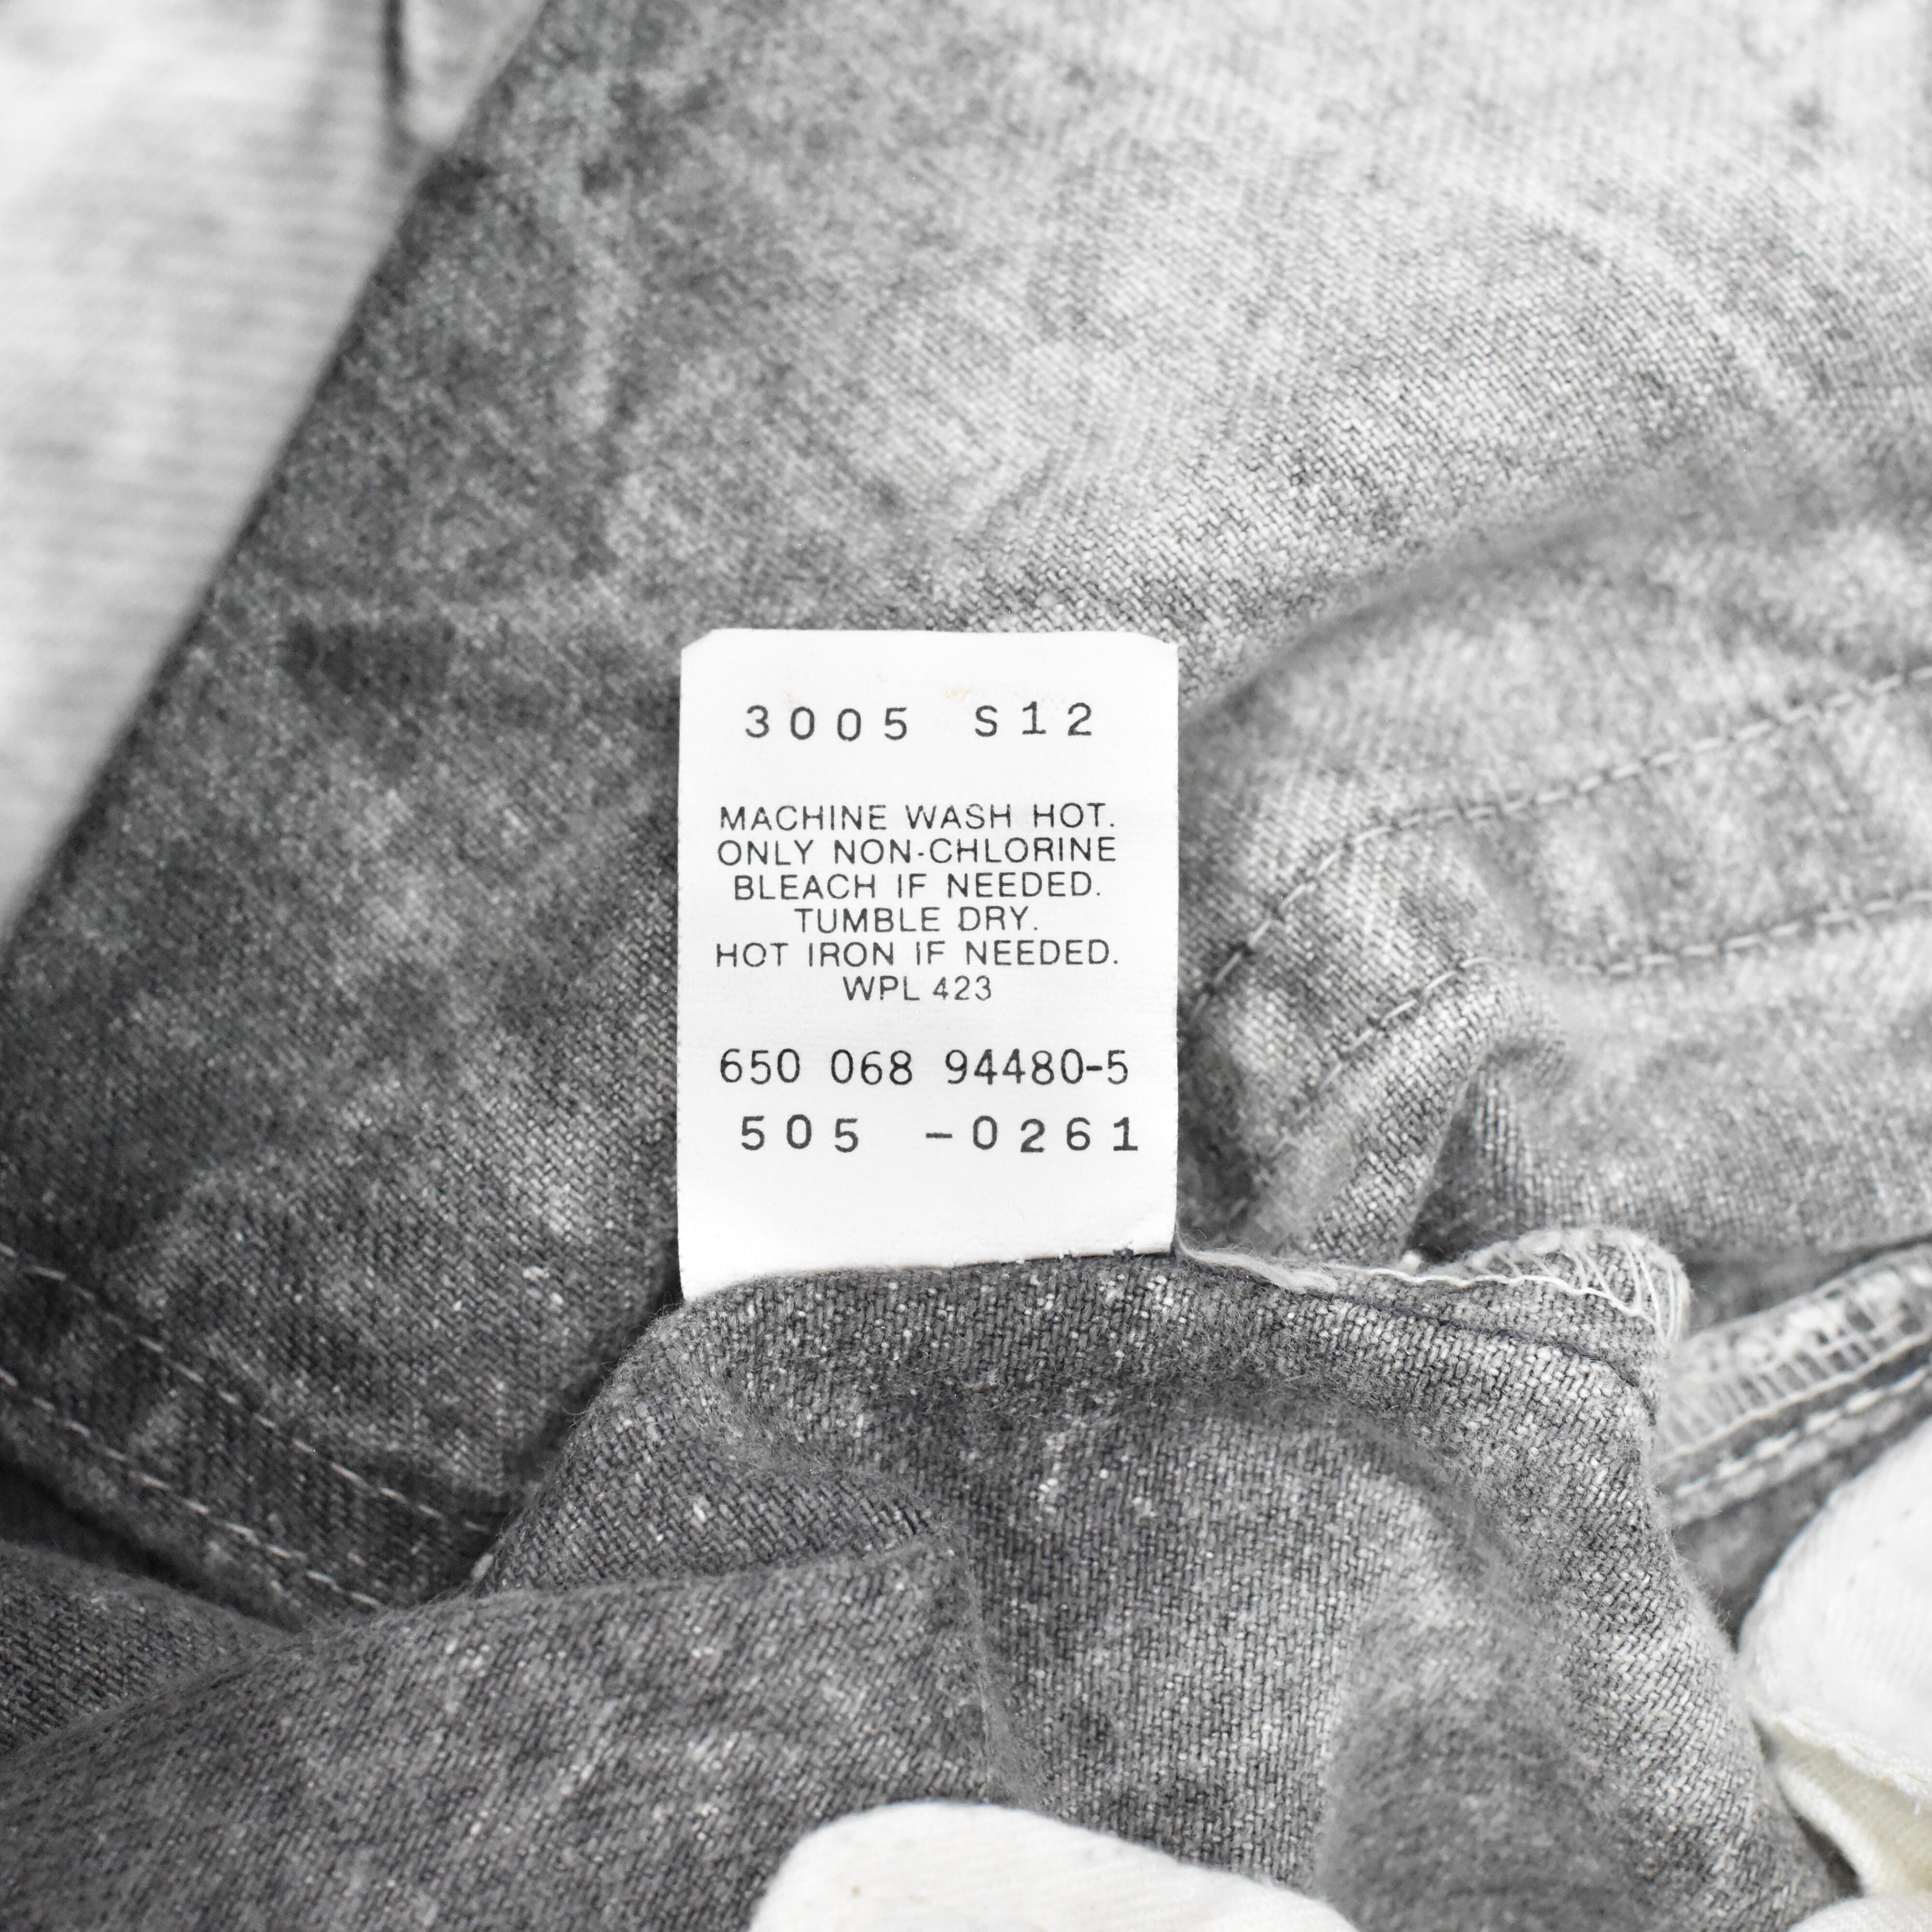 3005 S12
MACHINE WASH HOT.
ONLY NON-CHLORINE
BLEACH IF NEEDED.
TUMBLE DRY.
HOT IRON IF NEEDED.
WPL 423
650 068 94480-5
505 -0261